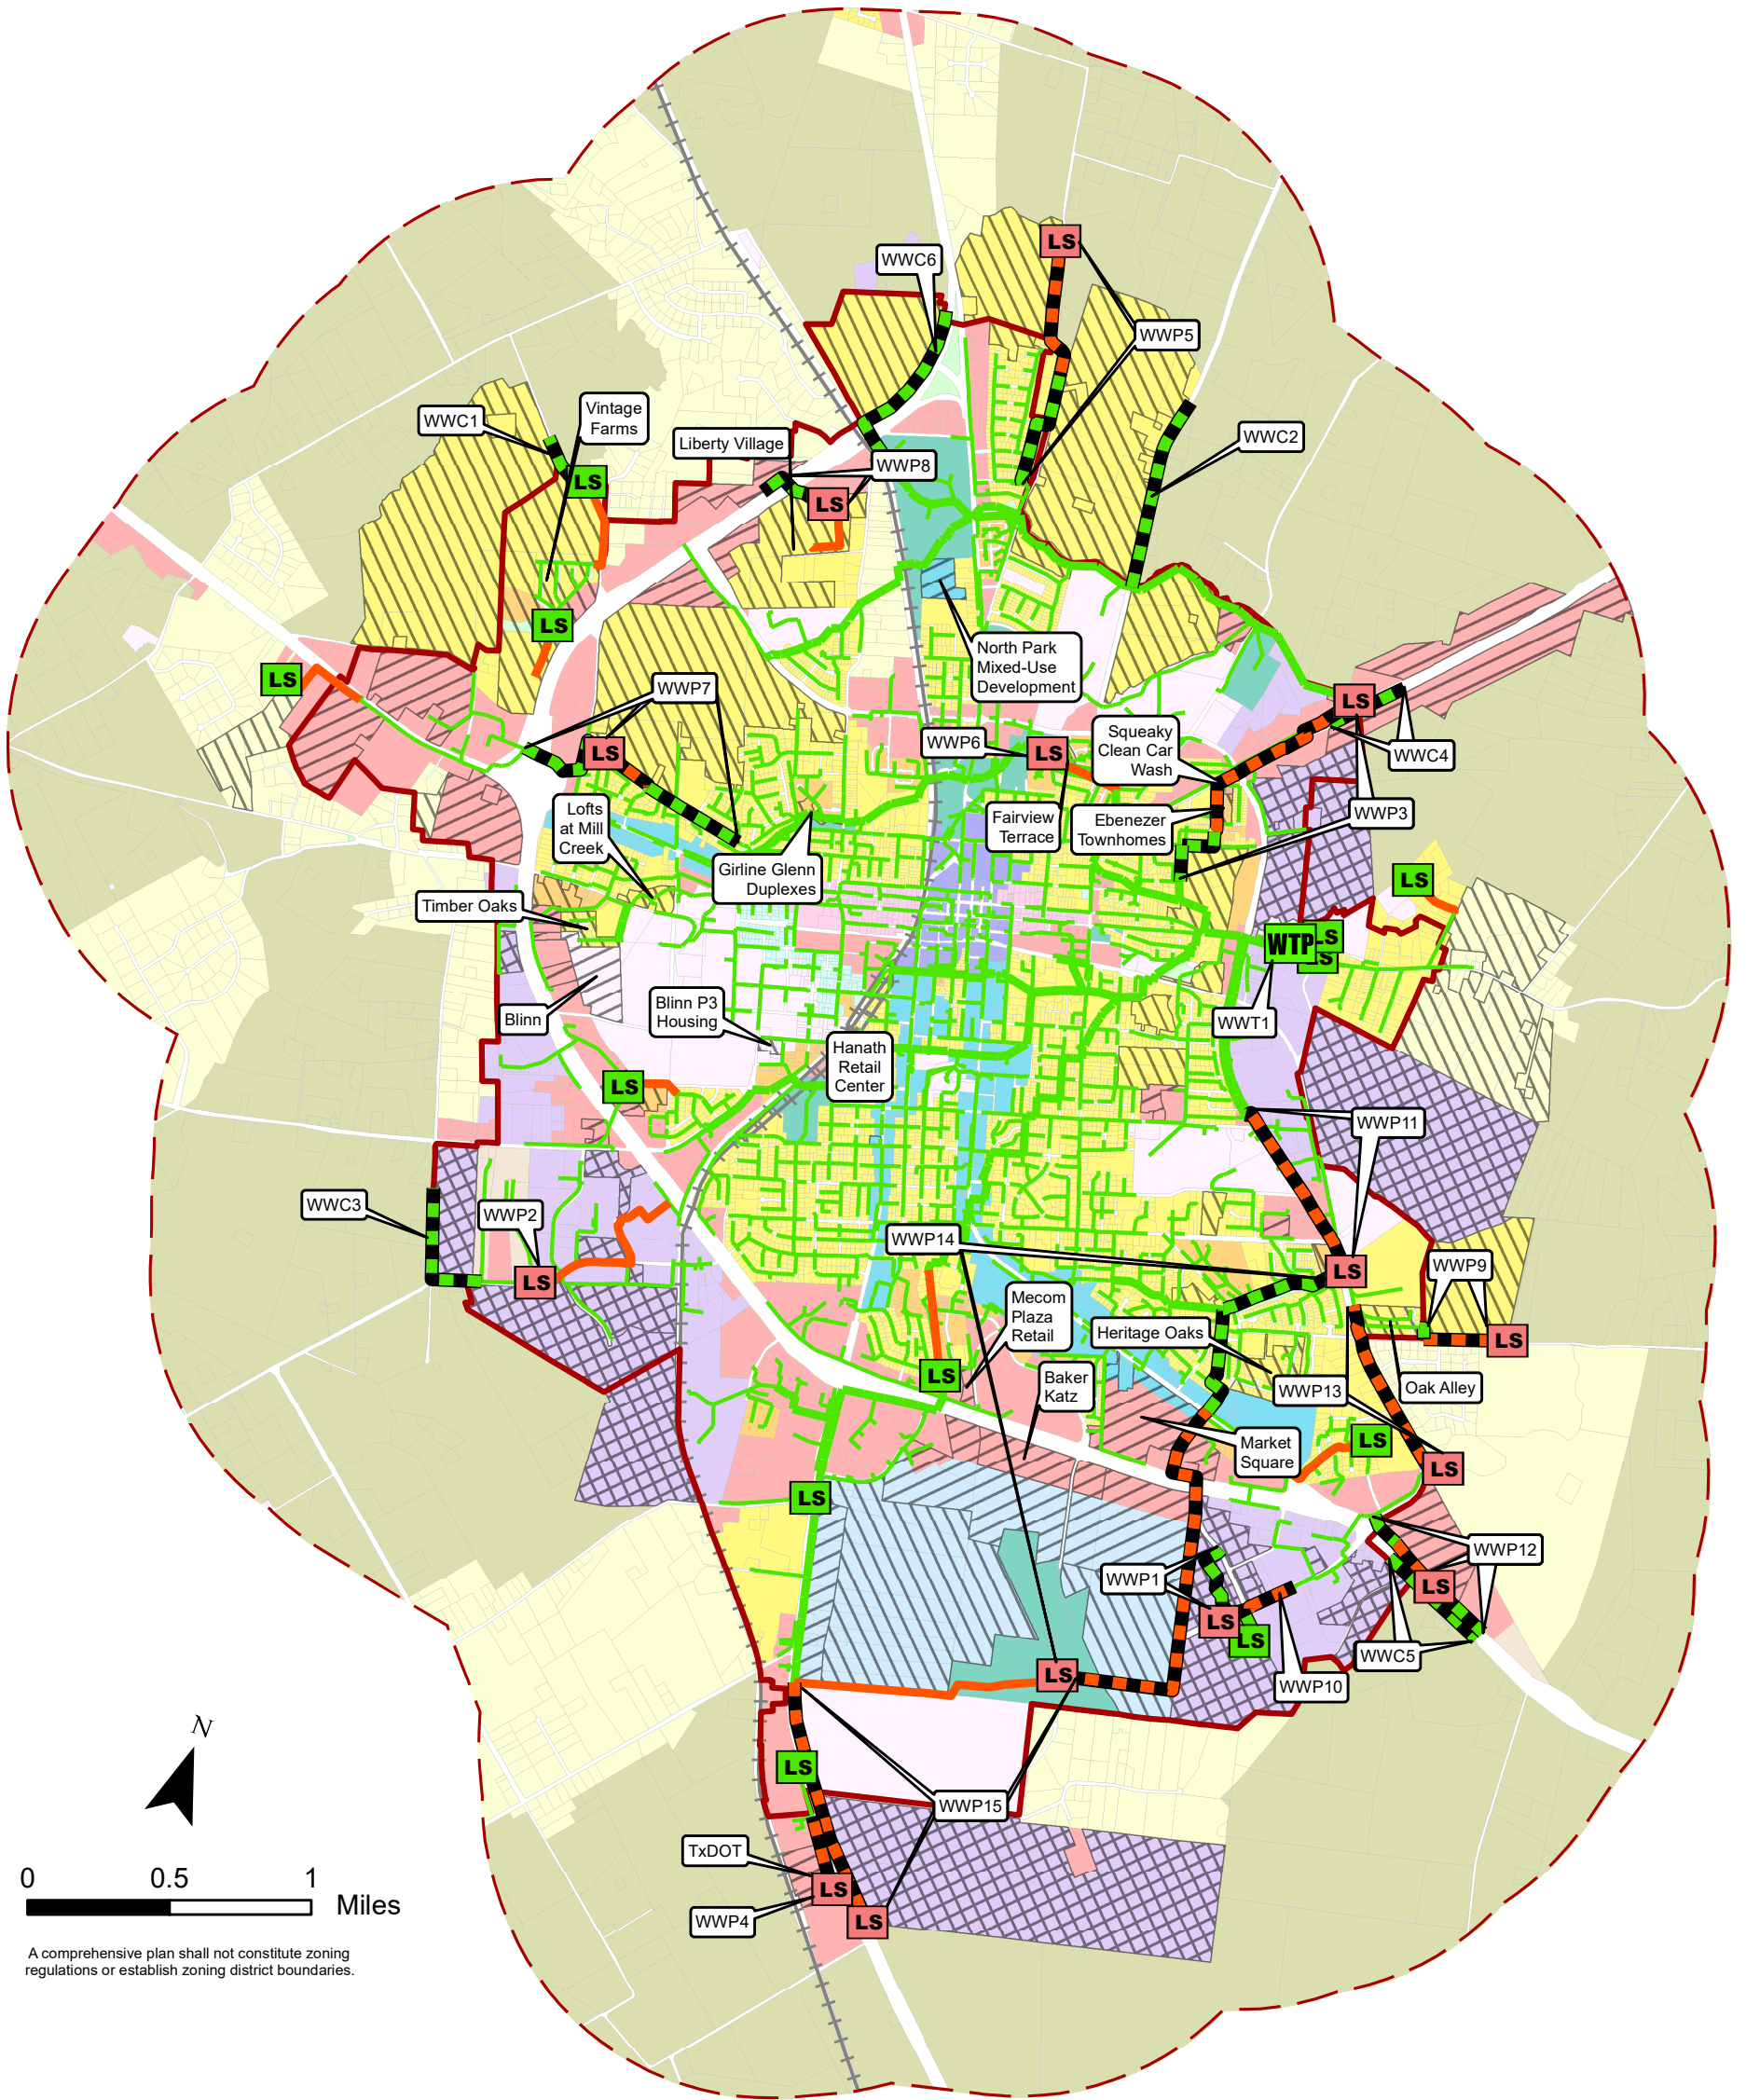 LS
WWC6
WWP5
WWC1
Vintage
Farms
Liberty Village
WWC2
WWP8
LS
LS
LS
North Park
Mixed-Use
Development
LS
WWP7
LS
LS
WWP6
LS
Squeaky
Clean Car
Wash
WWC4
LS
Lofts
at Mill
Creek
Fairview
Terrace
Ebenezer
Townhomes
WWP3
Girline Glenn
Duplexes
LS
Timber Oaks
WTP
LS
LS
Blinn
Blinn P3
Housing
WWT1
Hanath
Retail
Center
LS
WWP11
WWC3
WWP2
WWP14
LS
LS
WWP9
Mecom
Plaza
Retail
Heritage Oaks
LS
LS
Baker
Katz
WWP13
Oak Alley
Market
Square
LS
LS
LS
WWP12
WWP1
LS
LS
LS
WWC5
LS
WWP10
N
LS
WWP15
TxDOT
LS
WWP4
LS
0 0.5 1
Miles
A comprehensive plan shall not constitute zoning
regulations or establish zoning district boundaries.